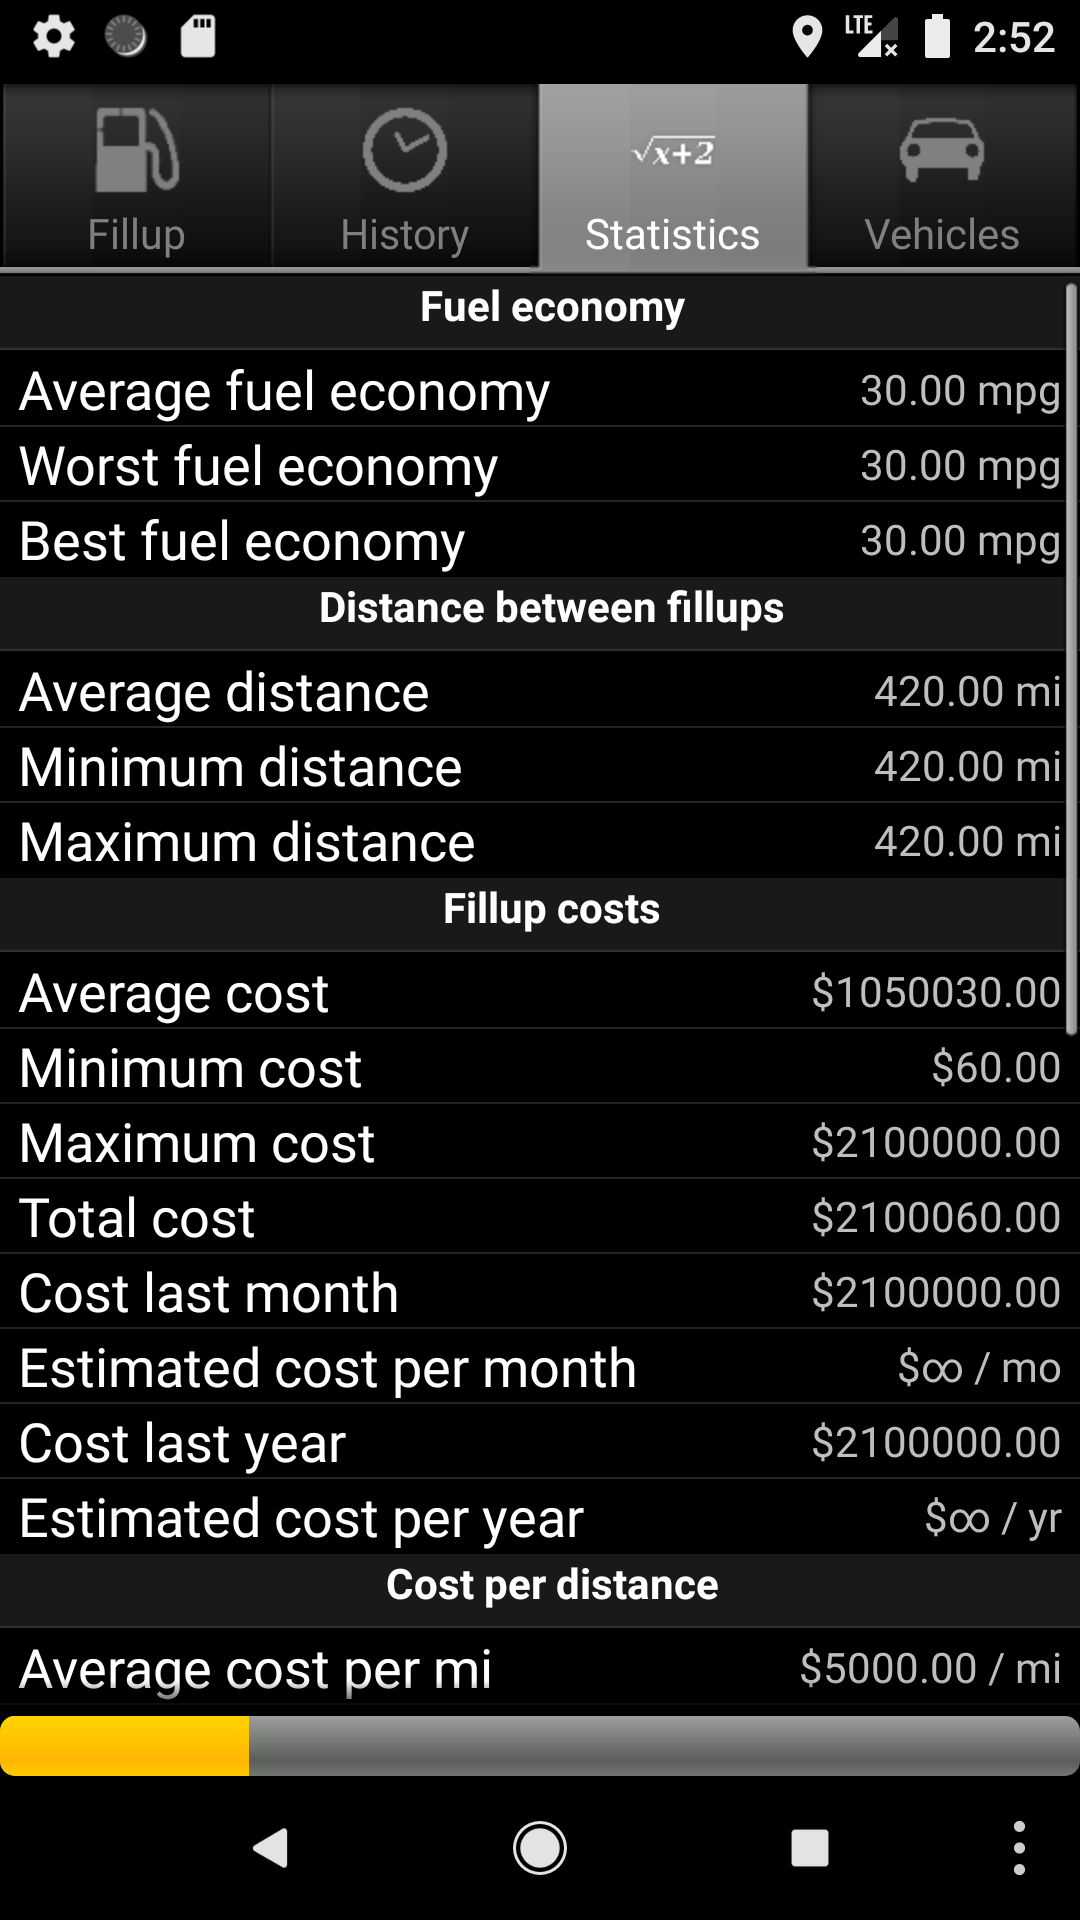 LTE 2:52
√x+2
Fillup History Statistics Vehicles
Fuel economy
Average fuel economy 30.00 mpg
Worst fuel economy 30.00 mpg
Best fuel economy 30.00 mpg
Distance between fillups
Average distance 420.00 mi
Minimum distance 420.00 mi
Maximum distance 420.00 mi
Fillup costs
Average cost $1050030.00
Minimum cost $60.00
Maximum cost $2100000.00
Total cost $2100060.00
Cost last month $2100000.00
Estimated cost per month $∞ / mo
Cost last year $2100000.00
Estimated cost per year $∞ / yr
Cost per distance
Average cost per mi $5000.00 / mi